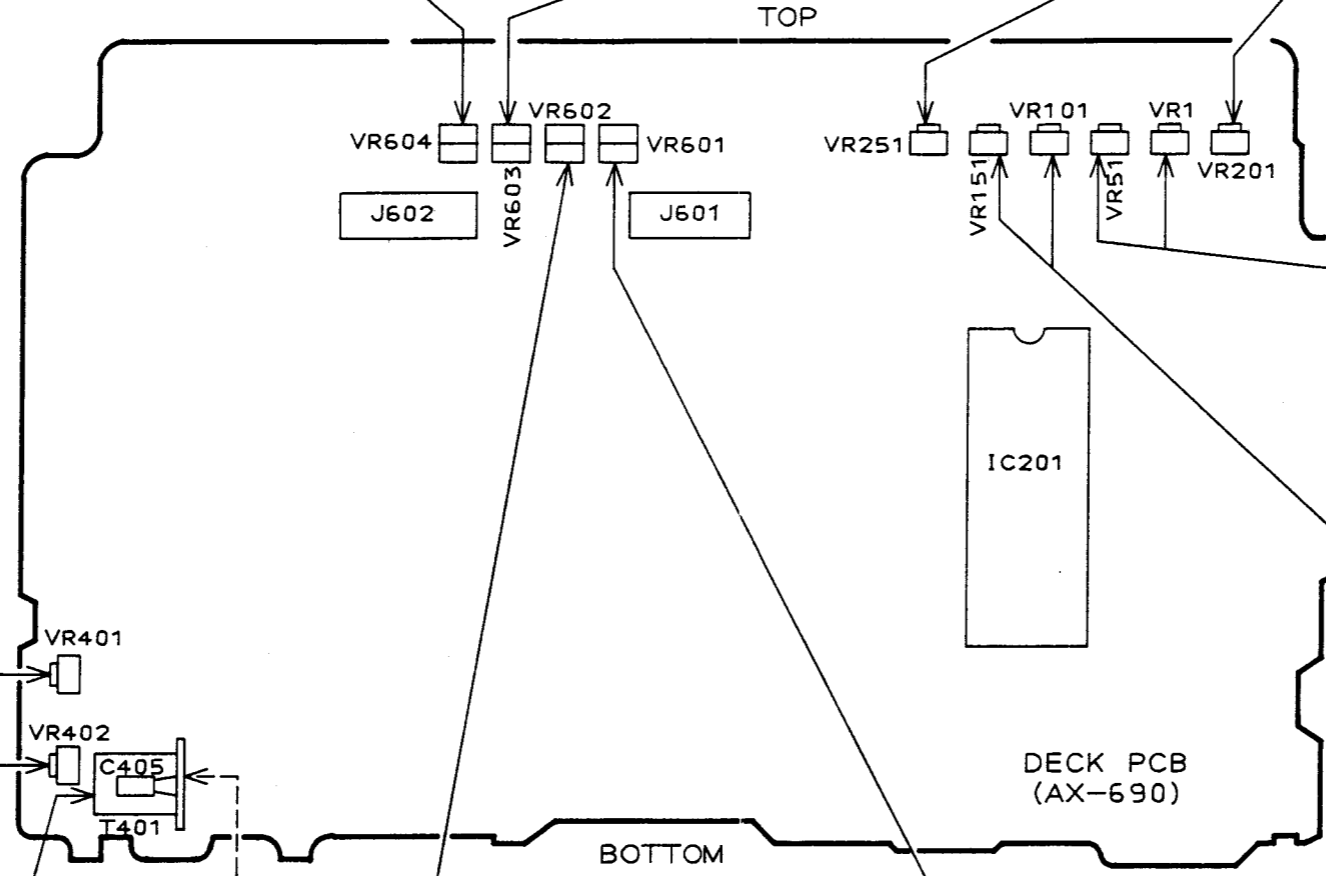 TOP
VR602
VR101
VR1
VR604
VR601
VR251
VR201
VR603
VR151
VR51
J602
J601
IC201
VR401
VR402
C405
T401
DECK PCB
(AX-690)
BOTTOM